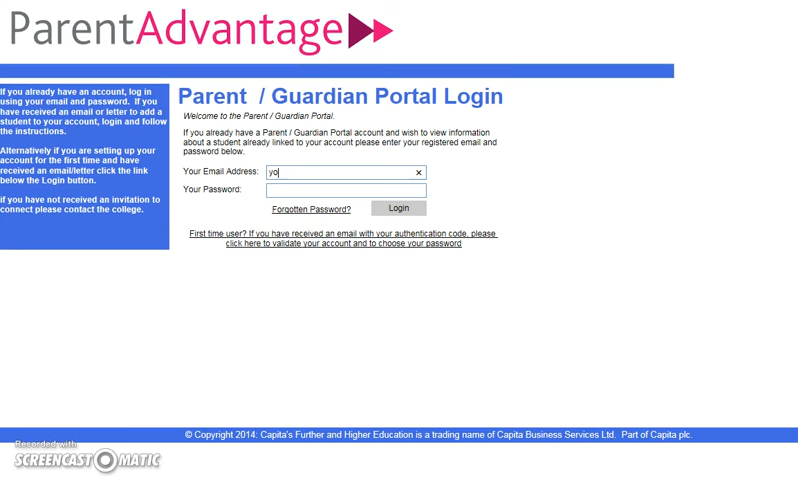 ParentAdvantage
If you already have an account, log in
using your email and password.  If you
have received an email or letter to add a
student to your account, login and follow
the instructions.
Alternatively if you are setting up your
account for the first time and have
received an email/letter click the link
below the Login button.
if you have not received an invitation to
connect please contact the college.
Parent  / Guardian Portal Login
Welcome to the Parent / Guardian Portal.
If you already have a Parent / Guardian Portal account and wish to view information
about a student already linked to your account please enter your registered email and
password below.
Your Email Address: yo
Your Password:
Forgotten Password? Login
First time user? If you have received an email with your authentication code, please
click here to validate your account and to choose your password
© Copyright 2014: Capita's Further and Higher Education is a trading name of Capita Business Services Ltd.  Part of Capita plc.
Recorded with
SCREENCAST-O-MATIC